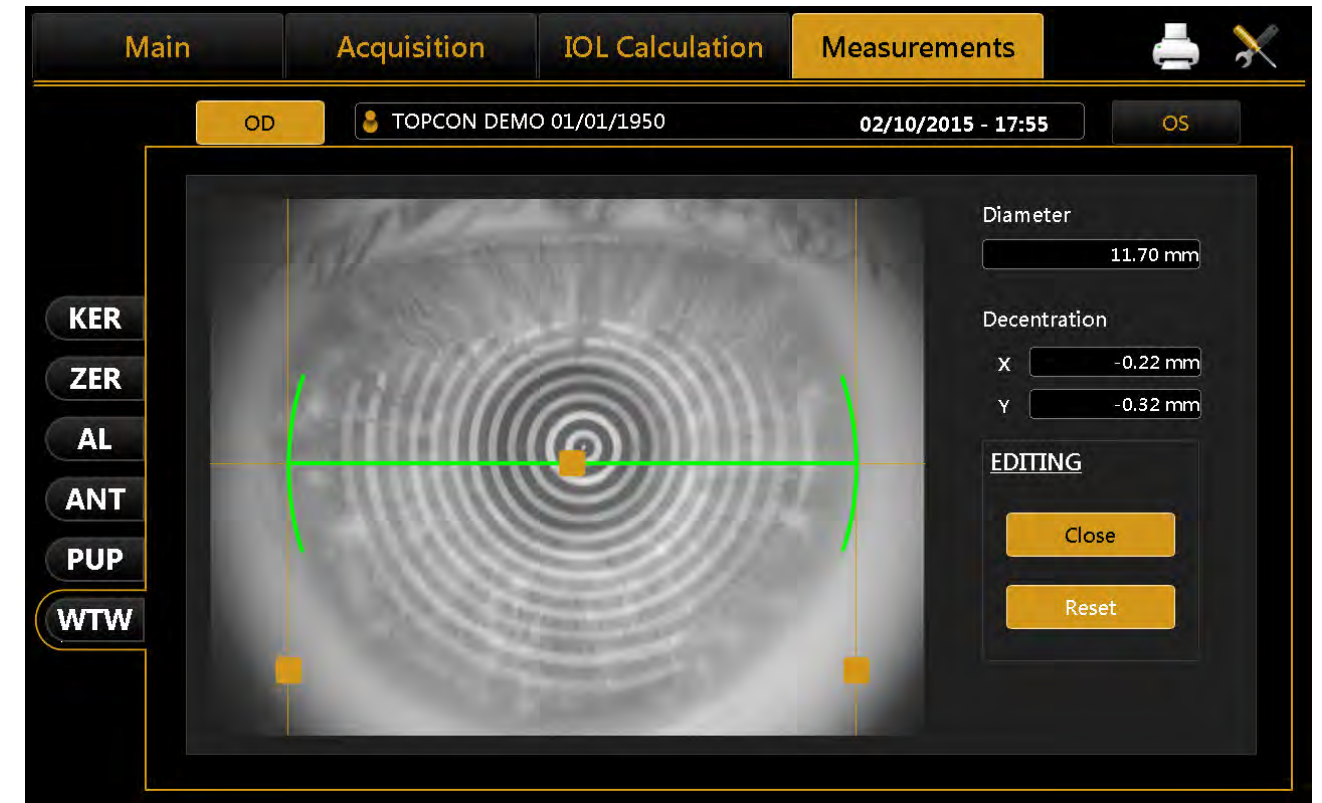 Main Acquisition IOL Calculation Measurements
OD TOPCON DEMO 01/01/1950 02/10/2015 - 17:55 OS
Diameter
11.70 mm
Decentration
X -0.22 mm
Y -0.32 mm
EDITING
Close
Reset
KER
ZER
AL
ANT
PUP
WTW